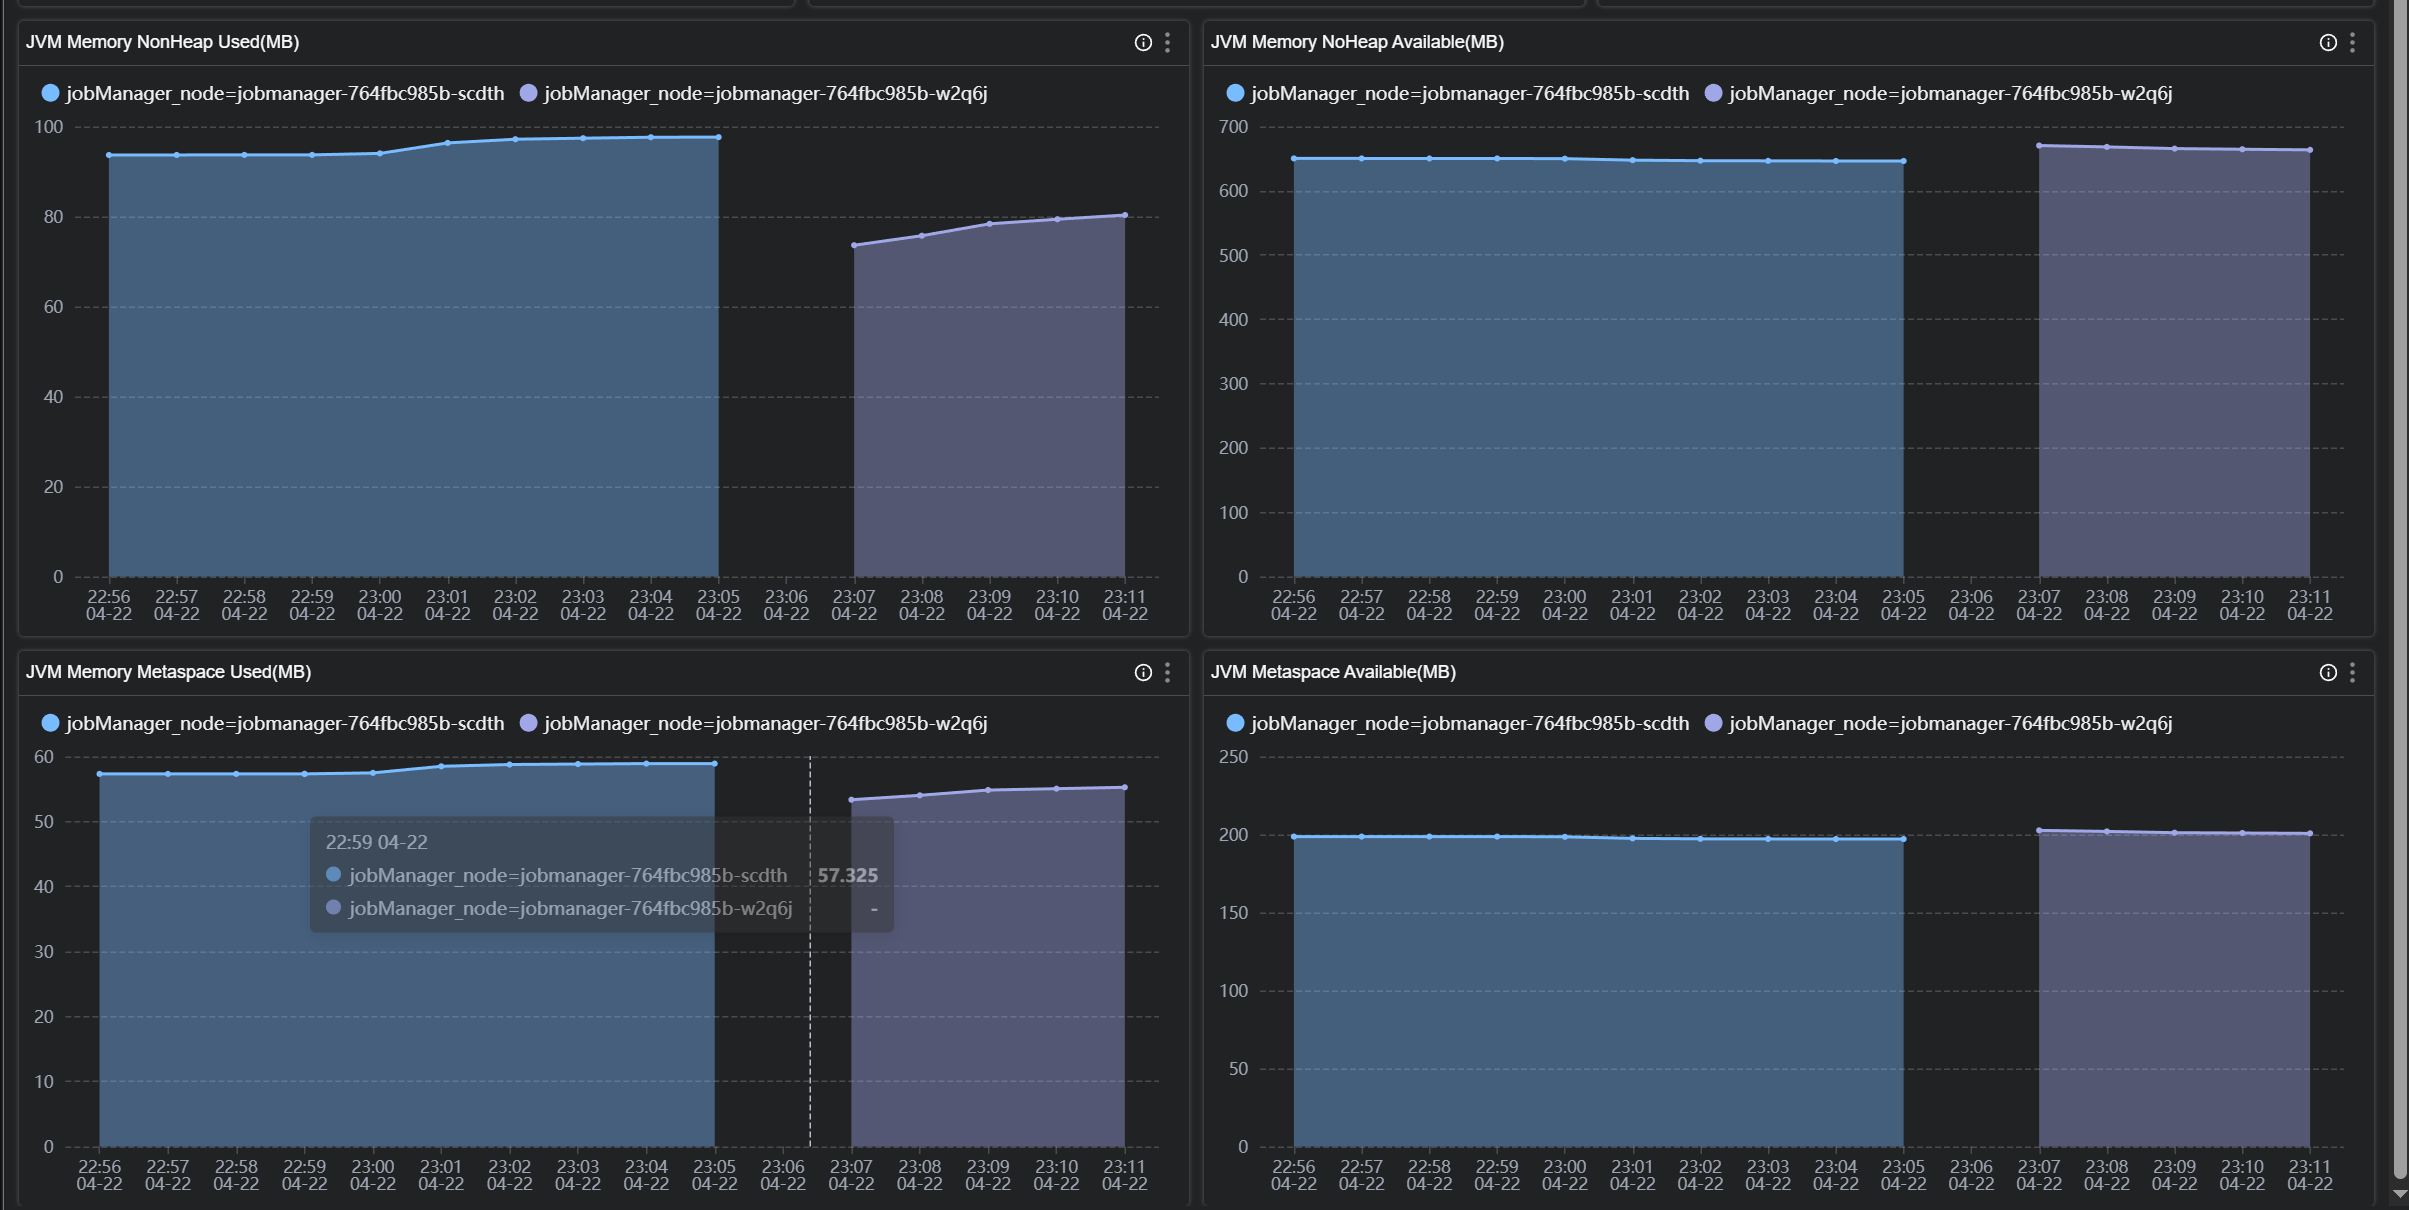 JVM Memory NonHeap Used(MB)
jobManager_node=jobmanager-764fbc985b-scdth jobManager_node=jobmanager-764fbc985b-w2q6j
100
80
60
40
20
0
22:56 22:57 22:58 22:59 23:00 23:01 23:02 23:03 23:04 23:05 23:06 23:07 23:08 23:09 23:10 23:11
04-22 04-22 04-22 04-22 04-22 04-22 04-22 04-22 04-22 04-22 04-22 04-22 04-22 04-22 04-22 04-22
JVM Memory NoHeap Available(MB)
jobManager_node=jobmanager-764fbc985b-scdth jobManager_node=jobmanager-764fbc985b-w2q6j
700
600
500
400
300
200
100
0
22:56 22:57 22:58 22:59 23:00 23:01 23:02 23:03 23:04 23:05 23:06 23:07 23:08 23:09 23:10 23:11
04-22 04-22 04-22 04-22 04-22 04-22 04-22 04-22 04-22 04-22 04-22 04-22 04-22 04-22 04-22 04-22
JVM Memory Metaspace Used(MB)
jobManager_node=jobmanager-764fbc985b-scdth jobManager_node=jobmanager-764fbc985b-w2q6j
60
50
40
30
20
10
0
22:59 04-22
jobManager_node=jobmanager-764fbc985b-scdth 57.325
jobManager_node=jobmanager-764fbc985b-w2q6j -
22:56 22:57 22:58 22:59 23:00 23:01 23:02 23:03 23:04 23:05 23:06 23:07 23:08 23:09 23:10 23:11
04-22 04-22 04-22 04-22 04-22 04-22 04-22 04-22 04-22 04-22 04-22 04-22 04-22 04-22 04-22 04-22
JVM Metaspace Available(MB)
jobManager_node=jobmanager-764fbc985b-scdth jobManager_node=jobmanager-764fbc985b-w2q6j
250
200
150
100
50
0
22:56 22:57 22:58 22:59 23:00 23:01 23:02 23:03 23:04 23:05 23:06 23:07 23:08 23:09 23:10 23:11
04-22 04-22 04-22 04-22 04-22 04-22 04-22 04-22 04-22 04-22 04-22 04-22 04-22 04-22 04-22 04-22